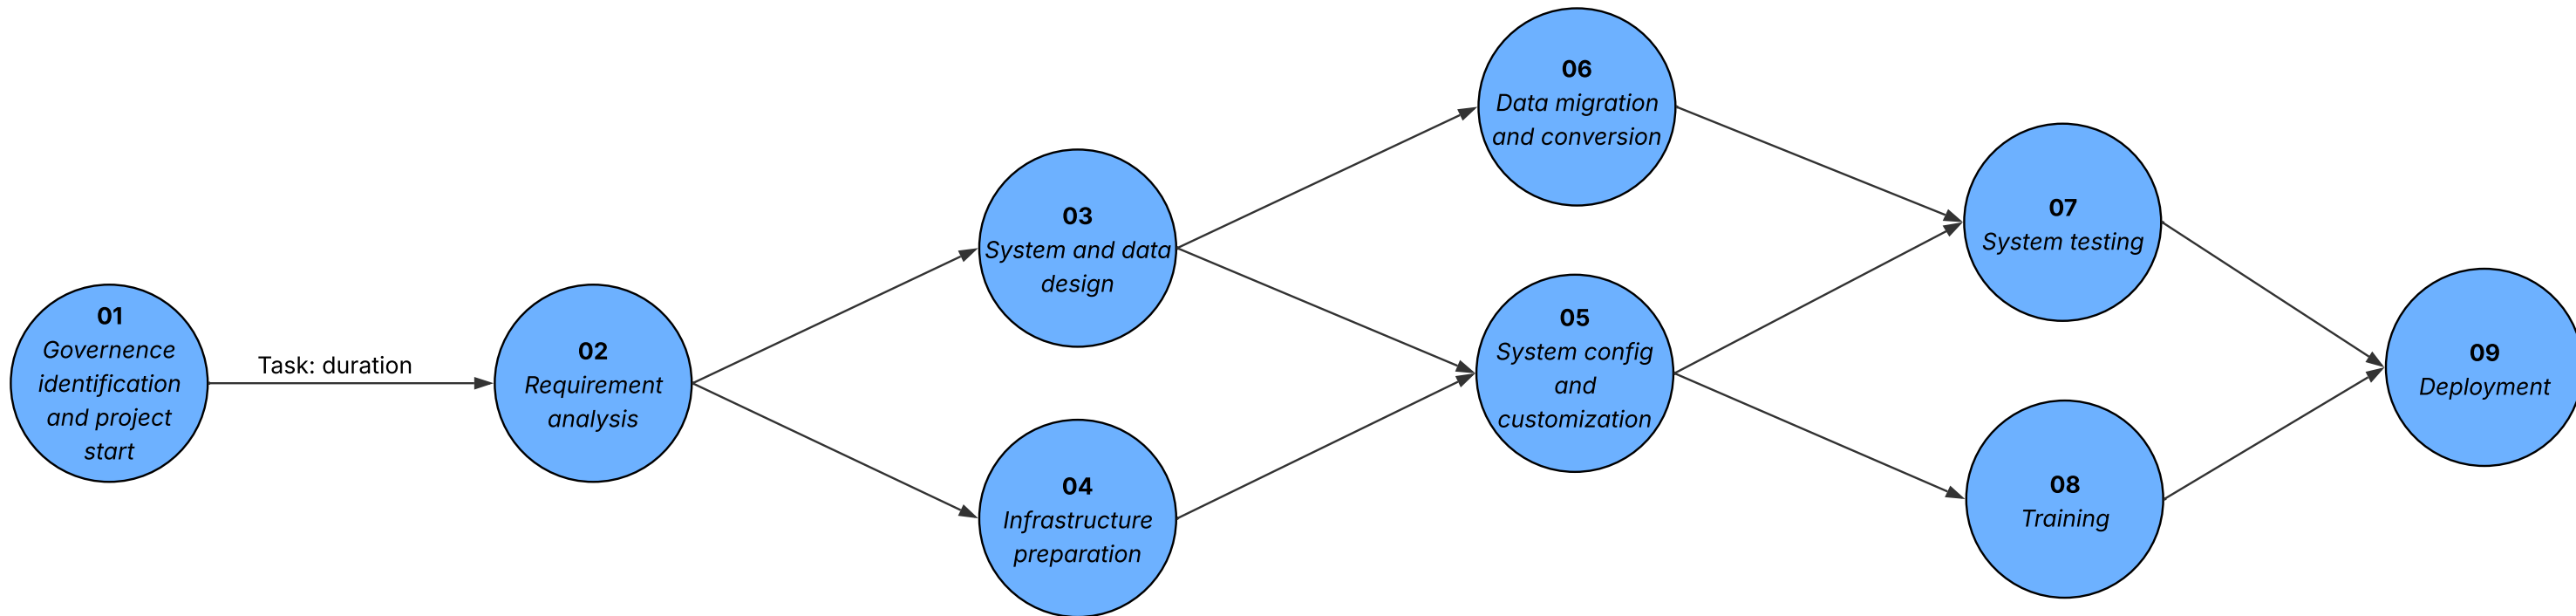 01
Governence
identification
and project
start
Task: duration
02
Requirement
analysis
03
System and data
design
04
Infrastructure
preparation
06
Data migration
and conversion
05
System config
and
customization
07
System testing
08
Training
09
Deployment